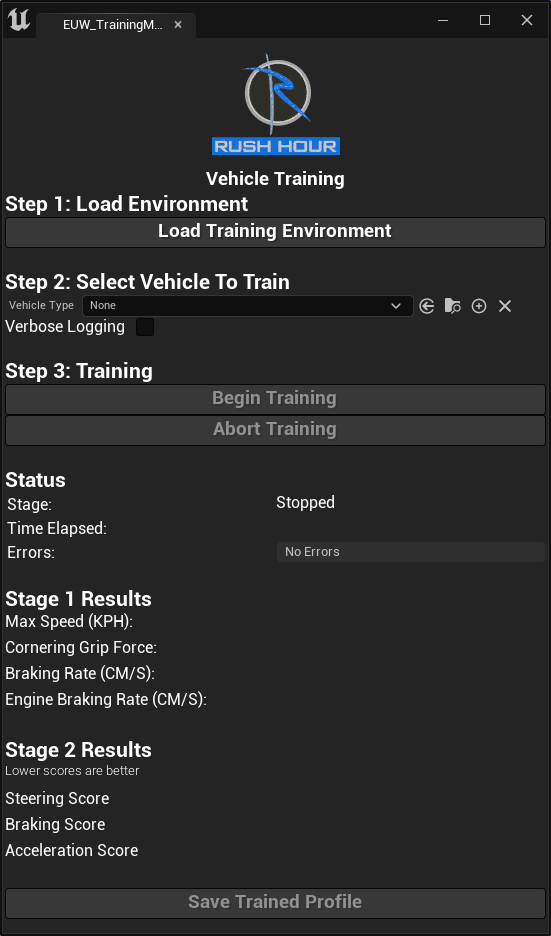 EUW_TrainingM...
RUSH HOUR
Vehicle Training
Step 1: Load Environment
Load Training Environment
Step 2: Select Vehicle To Train
Vehicle Type None
Verbose Logging
Step 3: Training
Begin Training
Abort Training
Status
Stage: Stopped
Time Elapsed:
Errors: No Errors
Stage 1 Results
Max Speed (KPH):
Cornering Grip Force:
Braking Rate (CM/S):
Engine Braking Rate (CM/S):
Stage 2 Results
Lower scores are better
Steering Score
Braking Score
Acceleration Score
Save Trained Profile